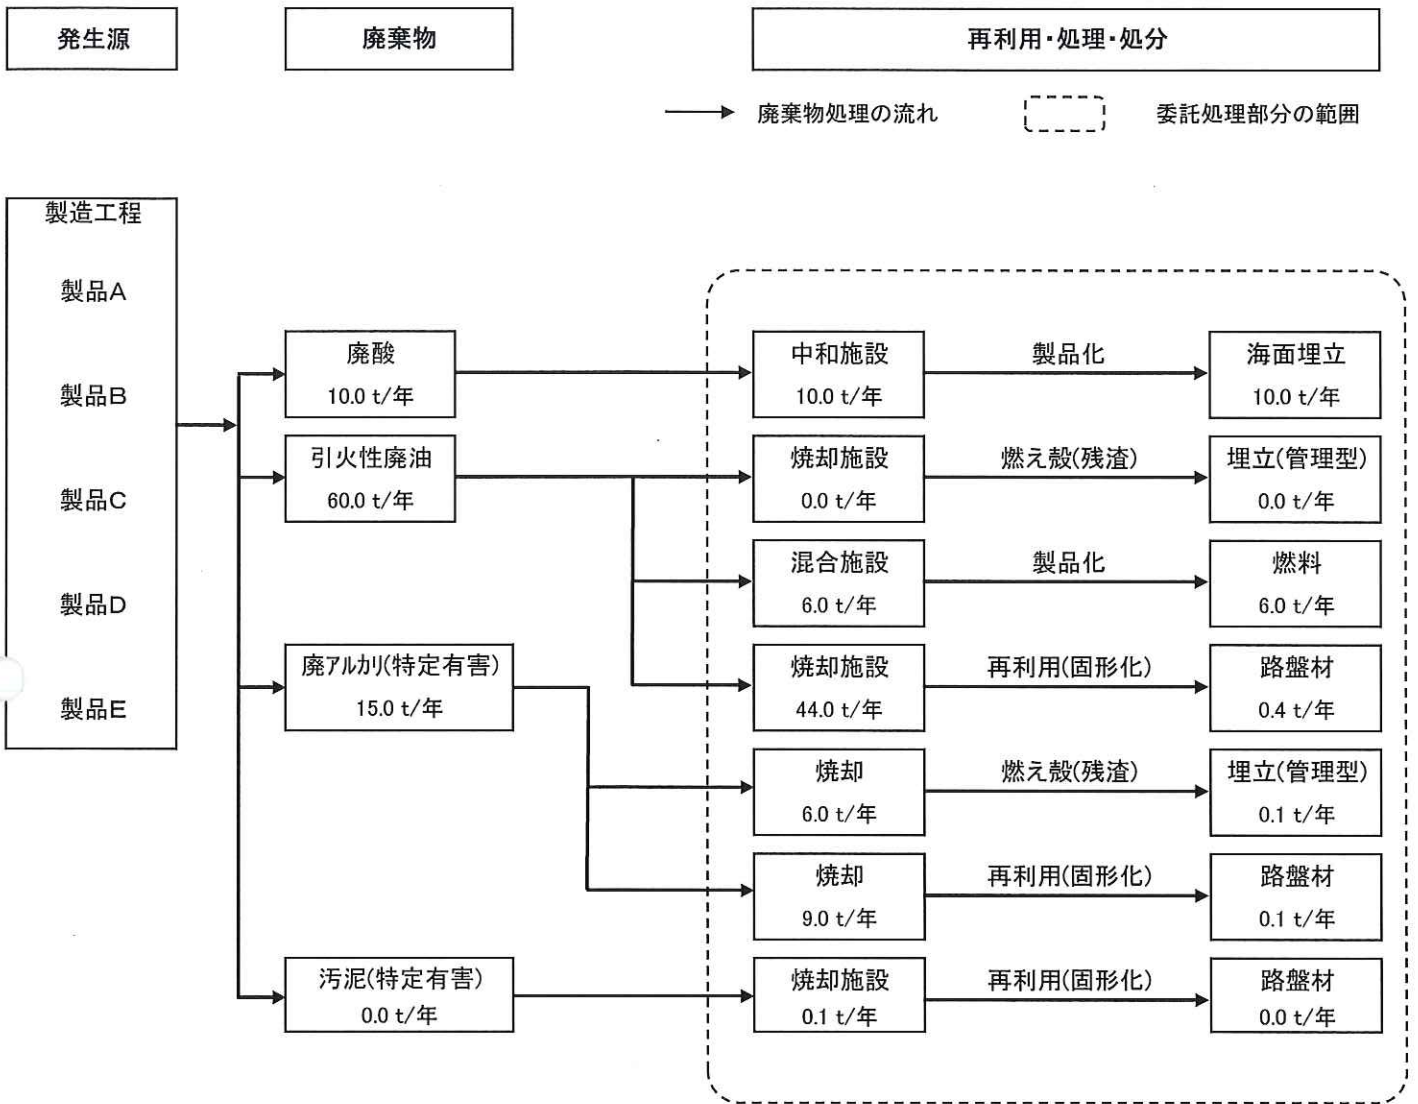 発生源
廃棄物
再利用・処理・処分
廃棄物処理の流れ
委託処理部分の範囲
製造工程
製品A
製品B
製品C
製品D
製品E
廃酸
10.0 t/年
中和施設
10.0 t/年
製品化
海面埋立
10.0 t/年
引火性廃油
60.0 t/年
焼却施設
0.0 t/年
燃え殻(残渣)
埋立(管理型)
0.0 t/年
混合施設
6.0 t/年
製品化
燃料
6.0 t/年
焼却施設
44.0 t/年
再利用(固形化)
路盤材
0.4 t/年
廃アルカリ(特定有害)
15.0 t/年
焼却
6.0 t/年
燃え殻(残渣)
埋立(管理型)
0.1 t/年
焼却
9.0 t/年
再利用(固形化)
路盤材
0.1 t/年
汚泥(特定有害)
0.0 t/年
焼却施設
0.1 t/年
再利用(固形化)
路盤材
0.0 t/年